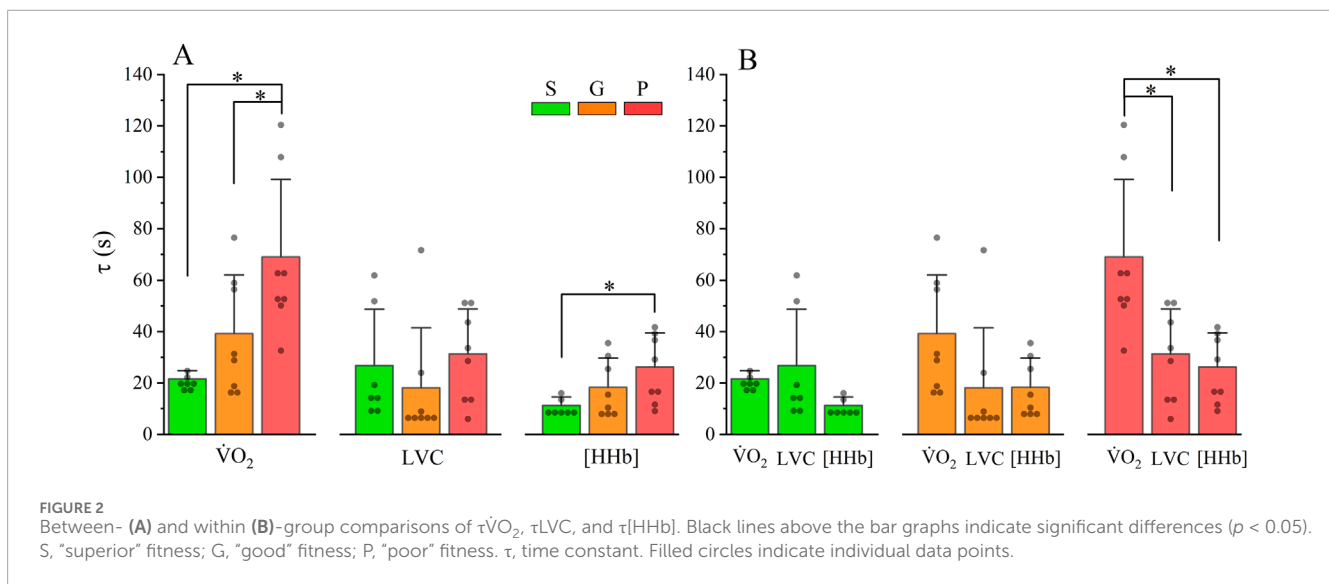 A
B
S G P
140
120
100
80
60
40
20
0
τ (s)
*
*
*
V̇O₂ LVC [HHb]
140
120
100
80
60
40
20
0
*
*
V̇O₂ LVC [HHb] V̇O₂ LVC [HHb] V̇O₂ LVC [HHb]
FIGURE 2
Between- (A) and within (B)-group comparisons of τV̇O₂, τLVC, and τ[HHb]. Black lines above the bar graphs indicate significant differences (p < 0.05).
S, “superior” fitness; G, “good” fitness; P, “poor” fitness. τ, time constant. Filled circles indicate individual data points.